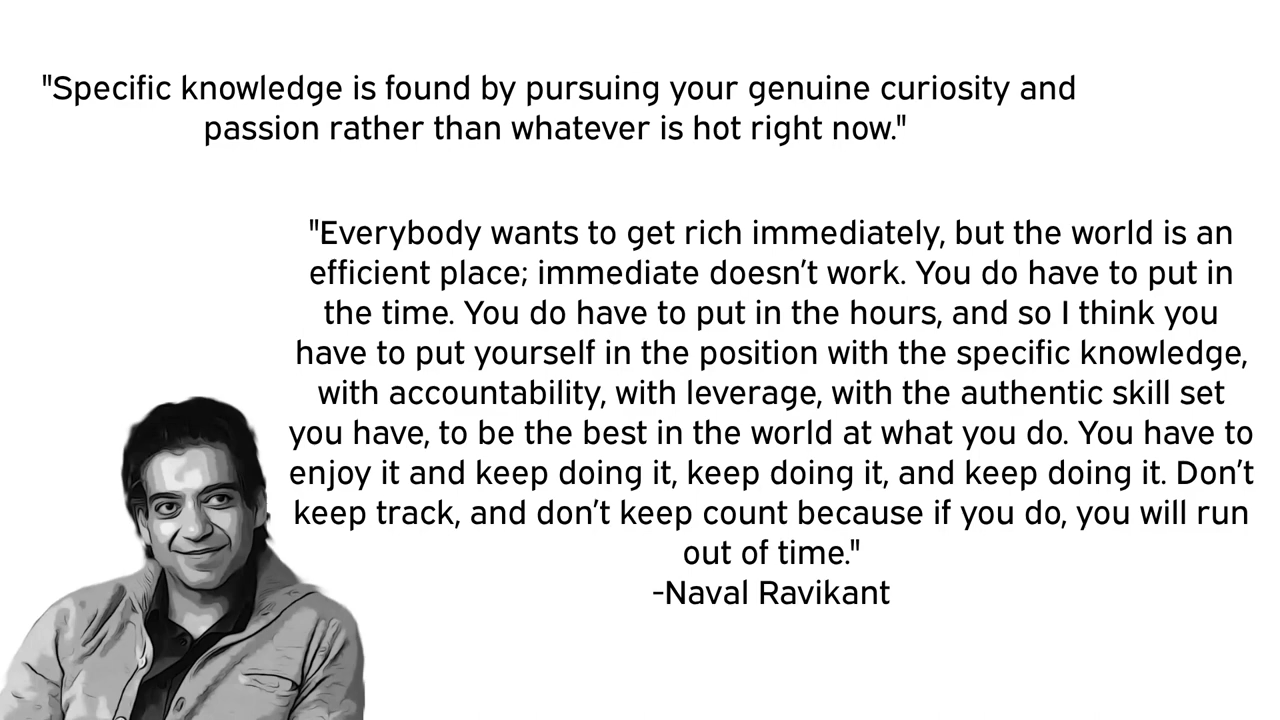 "Specific knowledge is found by pursuing your genuine curiosity and
passion rather than whatever is hot right now."
"Everybody wants to get rich immediately, but the world is an
efficient place; immediate doesn’t work. You do have to put in
the time. You do have to put in the hours, and so I think you
have to put yourself in the position with the specific knowledge,
with accountability, with leverage, with the authentic skill set
you have, to be the best in the world at what you do. You have to
enjoy it and keep doing it, keep doing it, and keep doing it. Don’t
keep track, and don’t keep count because if you do, you will run
out of time."
-Naval Ravikant